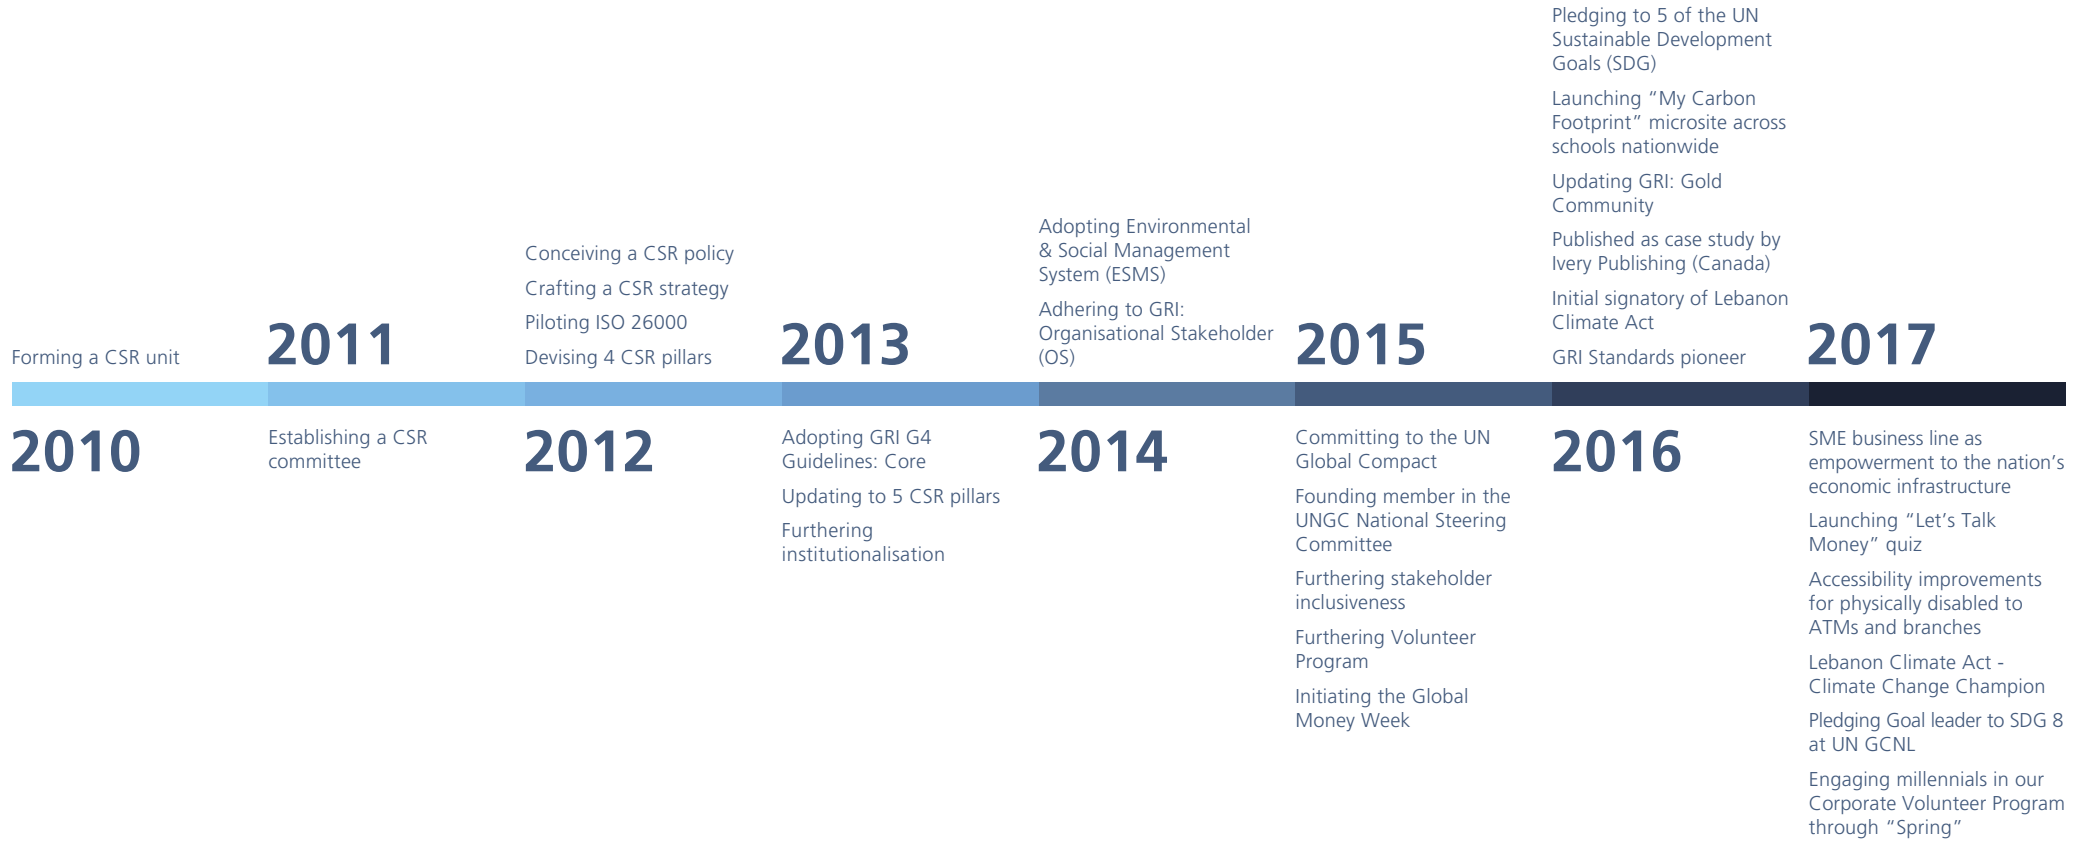 Forming a CSR unit
2010
2011
Establishing a CSR
committee
Conceiving a CSR policy
Crafting a CSR strategy
Piloting ISO 26000
Devising 4 CSR pillars
2012
2013
Adopting GRI G4
Guidelines: Core
Updating to 5 CSR pillars
Furthering
institutionalisation
Adopting Environmental
& Social Management
System (ESMS)
Adhering to GRI:
Organisational Stakeholder
(OS)
2014
2015
Committing to the UN
Global Compact
Founding member in the
UNGC National Steering
Committee
Furthering stakeholder
inclusiveness
Furthering Volunteer
Program
Initiating the Global
Money Week
Pledging to 5 of the UN
Sustainable Development
Goals (SDG)
Launching “My Carbon
Footprint” microsite across
schools nationwide
Updating GRI: Gold
Community
Published as case study by
Ivery Publishing (Canada)
Initial signatory of Lebanon
Climate Act
GRI Standards pioneer
2016
2017
SME business line as
empowerment to the nation’s
economic infrastructure
Launching “Let’s Talk
Money” quiz
Accessibility improvements
for physically disabled to
ATMs and branches
Lebanon Climate Act -
Climate Change Champion
Pledging Goal leader to SDG 8
at UN GCNL
Engaging millennials in our
Corporate Volunteer Program
through “Spring”